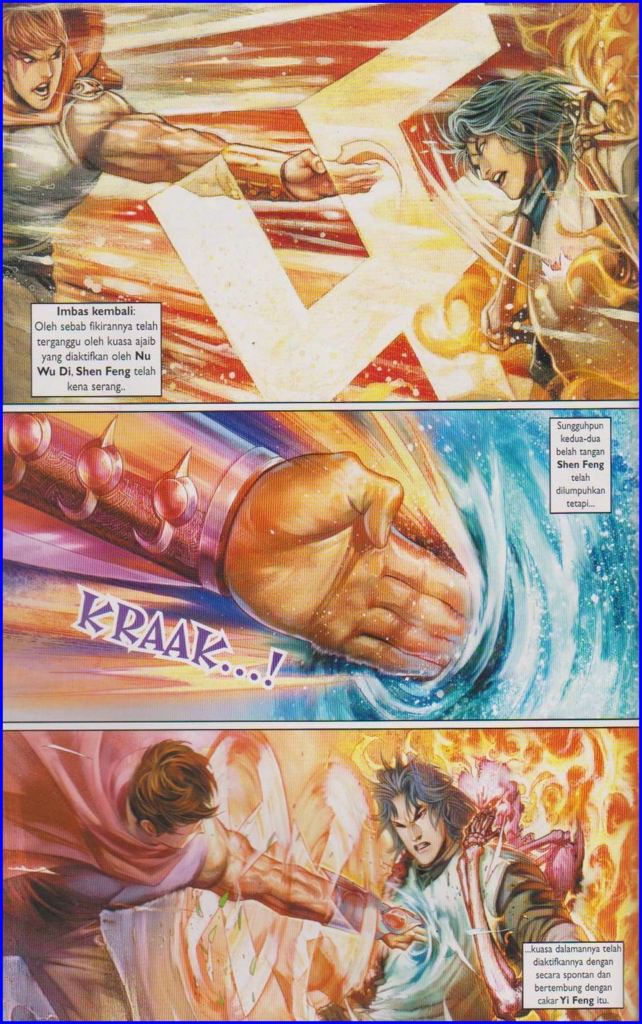 Imbas kembali:
Oleh sebab fikirannya telah
terganggu oleh kuasa ajaib
yang diaktifkan oleh Nu
Wu Di, Shen Feng telah
kena serang..
Sungguhpun
kedua-dua
belah tangan
Shen Feng
telah
dilumpuhkan
tetapi...
KRAAK...!
...kuasa dalamannya telah
diaktifkannya dengan
secara spontan dan
bertembung dengan
cakar Yi Feng itu.